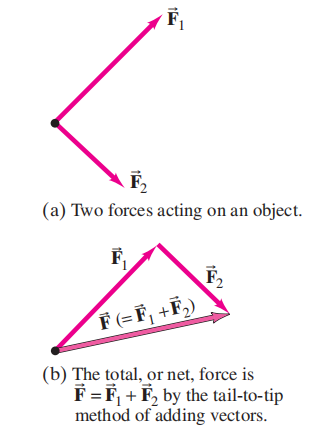 F⃗₁
F⃗₂
(a) Two forces acting on an object.
F⃗₁
F⃗₂
F⃗ (= F⃗₁ + F⃗₂)
(b) The total, or net, force is
F⃗ = F⃗₁ + F⃗₂ by the tail-to-tip
method of adding vectors.